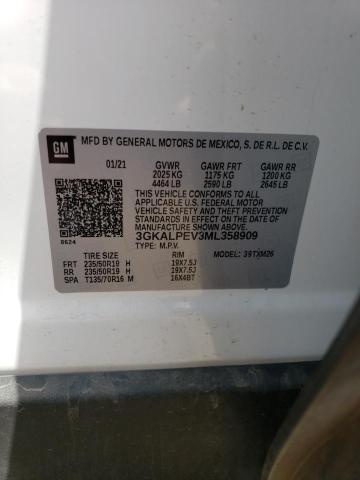 GM MFD BY GENERAL MOTORS DE MEXICO, S. DE R.L. DE C.V.
01/21 GVWR GAWR FRT GAWR RR
2025 KG 1175 KG 1200 KG
4464 LB 2590 LB 2645 LB
THIS VEHICLE CONFORMS TO ALL
APPLICABLE U.S. FEDERAL MOTOR
VEHICLE SAFETY, BUMPER, AND THEFT PREVENTION
STANDARDS IN EFFECT ON THE DATE OF
MANUFACTURE SHOWN ABOVE.
8624 3GKALPEV3ML358909
TYPE: M.P.V. MODEL: 39TXM26
TIRE SIZE RIM
FRT 235/50R19 H 19X7.5J
RR 235/50R19 H 19X7.5J
SPA T135/70R16 M 16X4BT